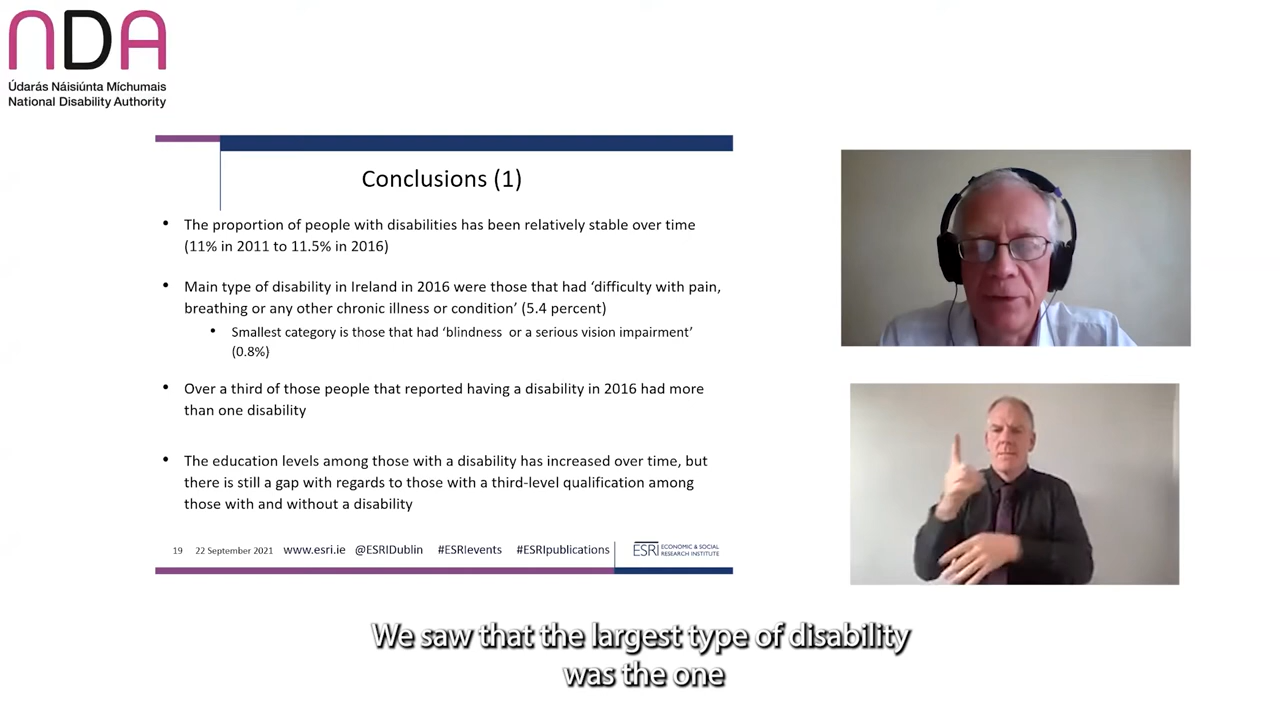 NDA
Údarás Náisiúnta Míchumais
National Disability Authority
Conclusions (1)
• The proportion of people with disabilities has been relatively stable over time
(11% in 2011 to 11.5% in 2016)
• Main type of disability in Ireland in 2016 were those that had ‘difficulty with pain,
breathing or any other chronic illness or condition’ (5.4 percent)
• Smallest category is those that had ‘blindness or a serious vision impairment’
(0.8%)
• Over a third of those people that reported having a disability in 2016 had more
than one disability
• The education levels among those with a disability has increased over time, but
there is still a gap with regards to those with a third-level qualification among
those with and without a disability
19 22 September 2021 www.esri.ie @ESRIDublin #ESRIevents #ESRIpublications
ESRI ECONOMIC & SOCIAL
RESEARCH INSTITUTE
We saw that the largest type of disability
was the one